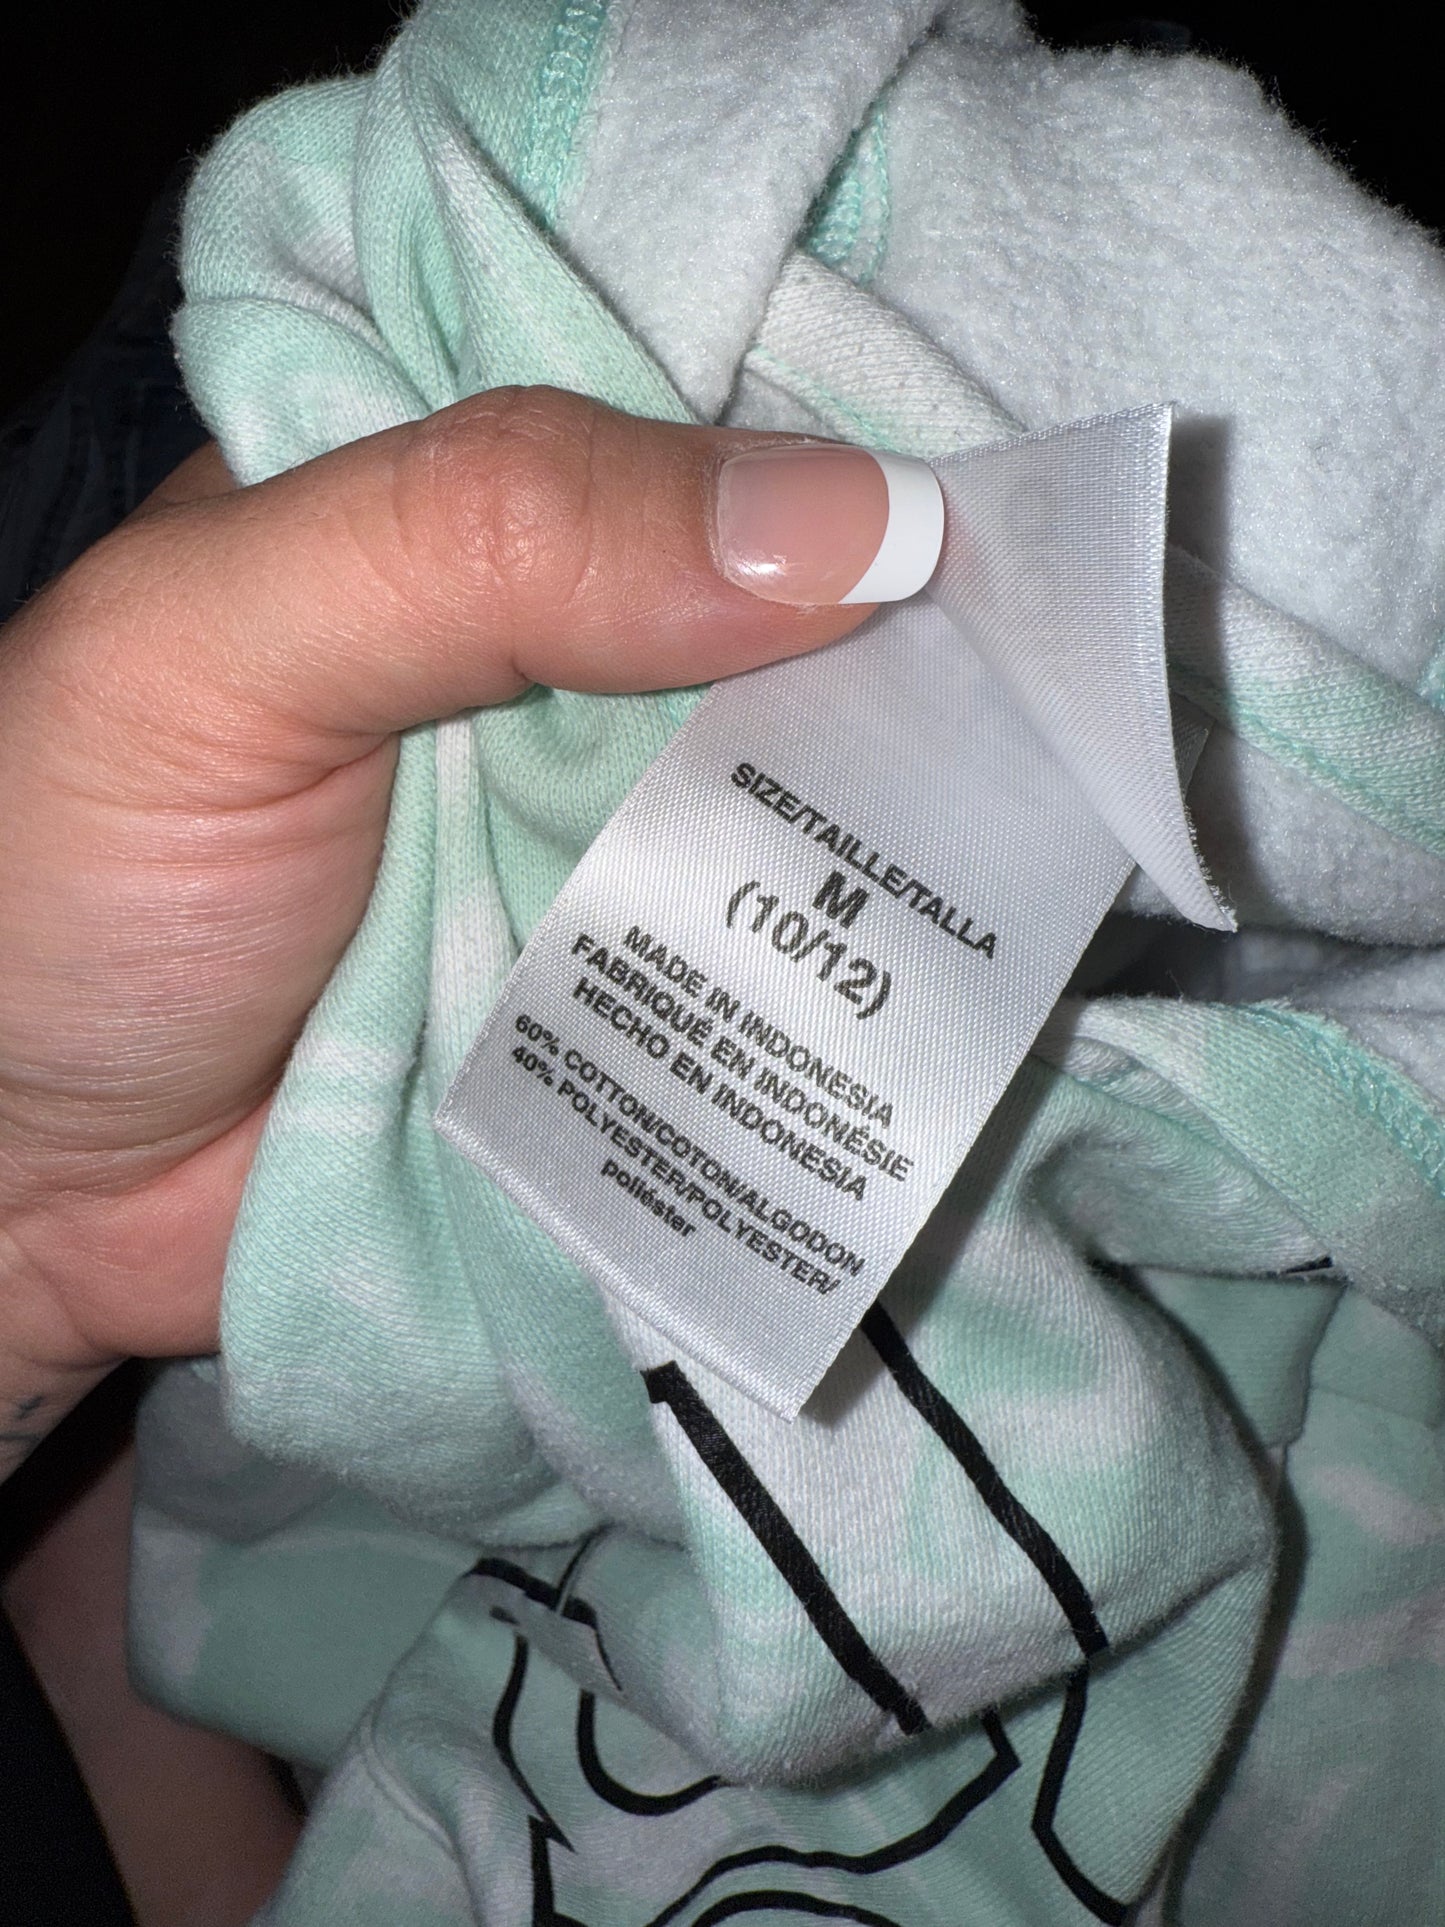 SIZE/TAILLE/TALLA
M
(10/12)
MADE IN INDONESIA
FABRIQUÉ EN INDONÉSIE
HECHO EN INDONESIA
60% COTTON/COTON/ALGODON
40% POLYESTER/POLYESTER/
poliéster